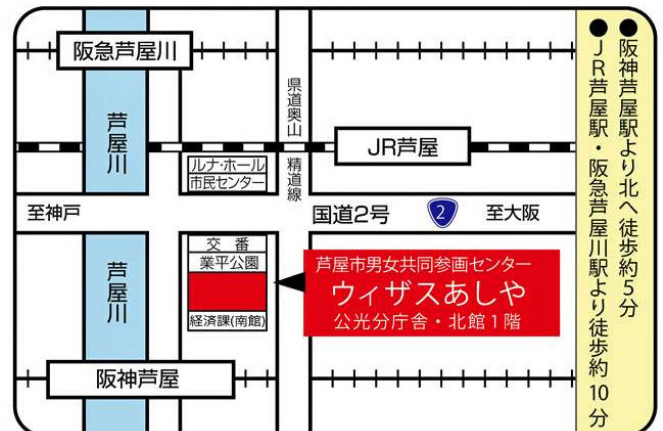 阪急芦屋川
芦屋川
県道奥山
精道線
JR芦屋
ルナ・ホール
市民センター
至神戸
国道2号
2
至大阪
交番
業平公園
経済課(南館)
芦屋川
芦屋市男女共同参画センター
ウィザスあしや
公光分庁舎・北館1階
阪神芦屋
●阪神芦屋駅より北へ徒歩約5分
●JR芦屋駅・阪急芦屋川駅より徒歩約10分